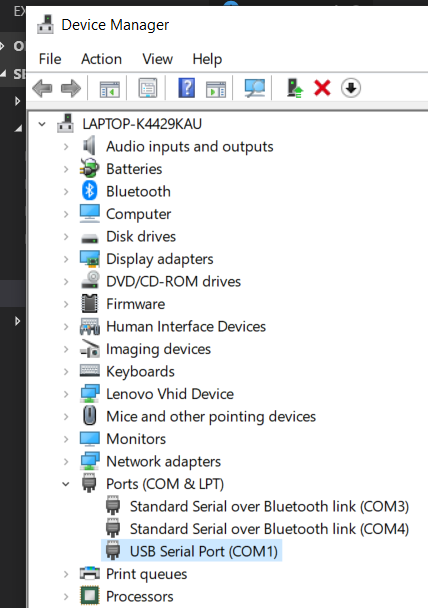 EX
Device Manager
File Action View Help
O
SE
LAPTOP-K4429KAU
Audio inputs and outputs
Batteries
Bluetooth
Computer
Disk drives
Display adapters
DVD/CD-ROM drives
Firmware
Human Interface Devices
Imaging devices
Keyboards
Lenovo Vhid Device
Mice and other pointing devices
Monitors
Network adapters
Ports (COM & LPT)
Standard Serial over Bluetooth link (COM3)
Standard Serial over Bluetooth link (COM4)
USB Serial Port (COM1)
Print queues
Processors